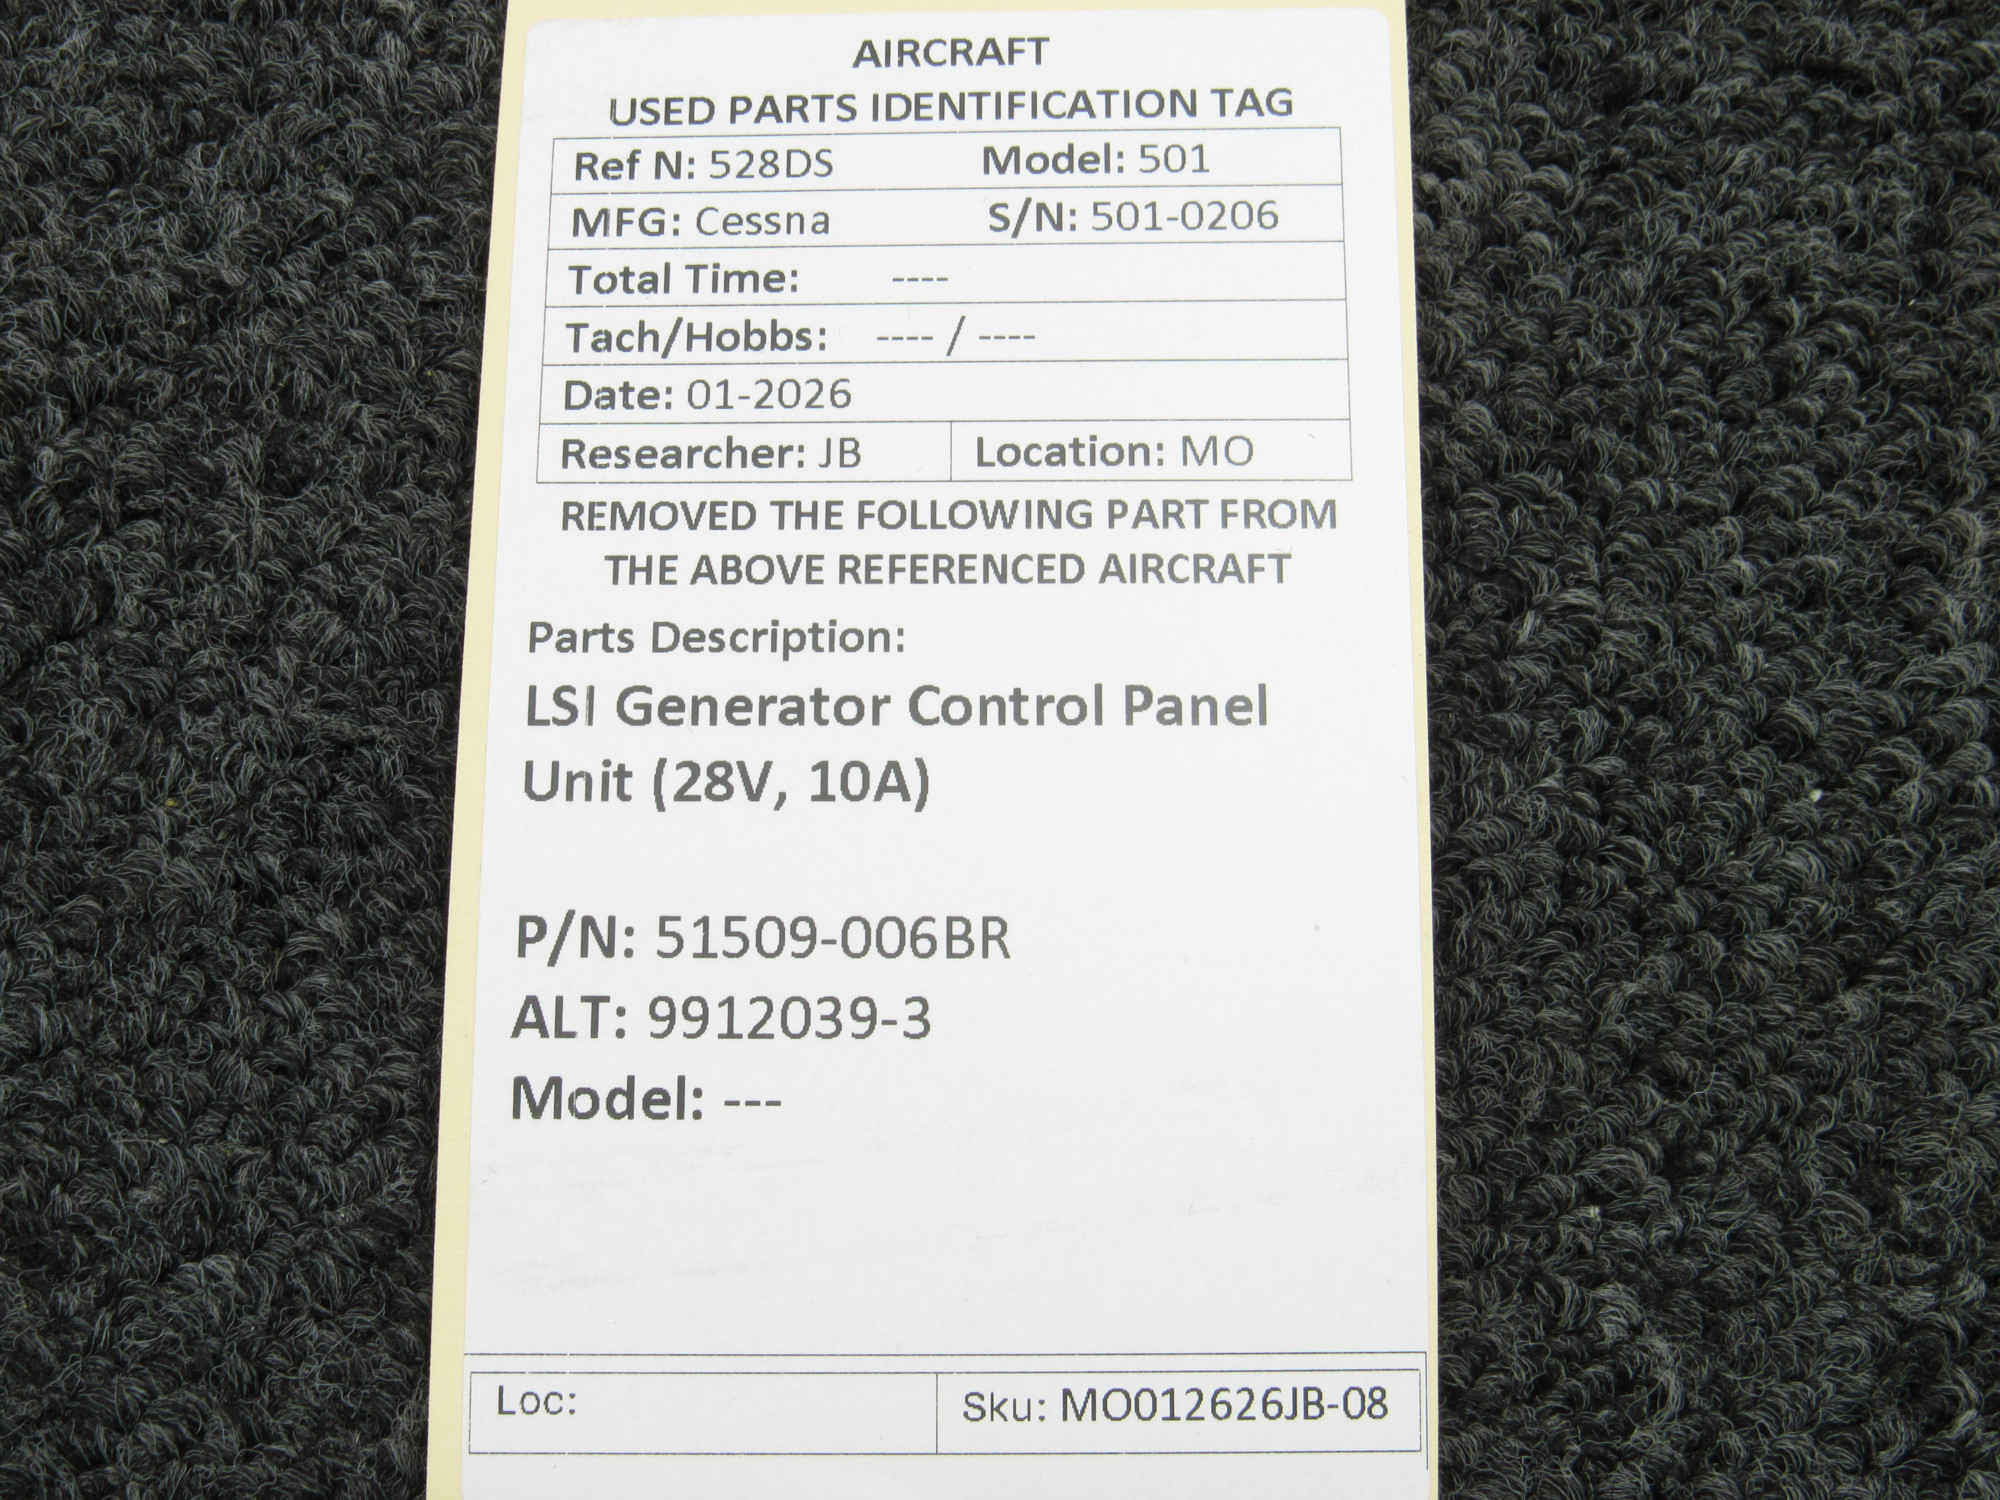 AIRCRAFT
USED PARTS IDENTIFICATION TAG
Ref N: 528DS Model: 501
MFG: Cessna S/N: 501-0206
Total Time: ----
Tach/Hobbs: ---- / ----
Date: 01-2026
Researcher: JB Location: MO
REMOVED THE FOLLOWING PART FROM
THE ABOVE REFERENCED AIRCRAFT
Parts Description:
LSI Generator Control Panel
Unit (28V, 10A)
P/N: 51509-006BR
ALT: 9912039-3
Model: ---
Loc: Sku: MO012626JB-08